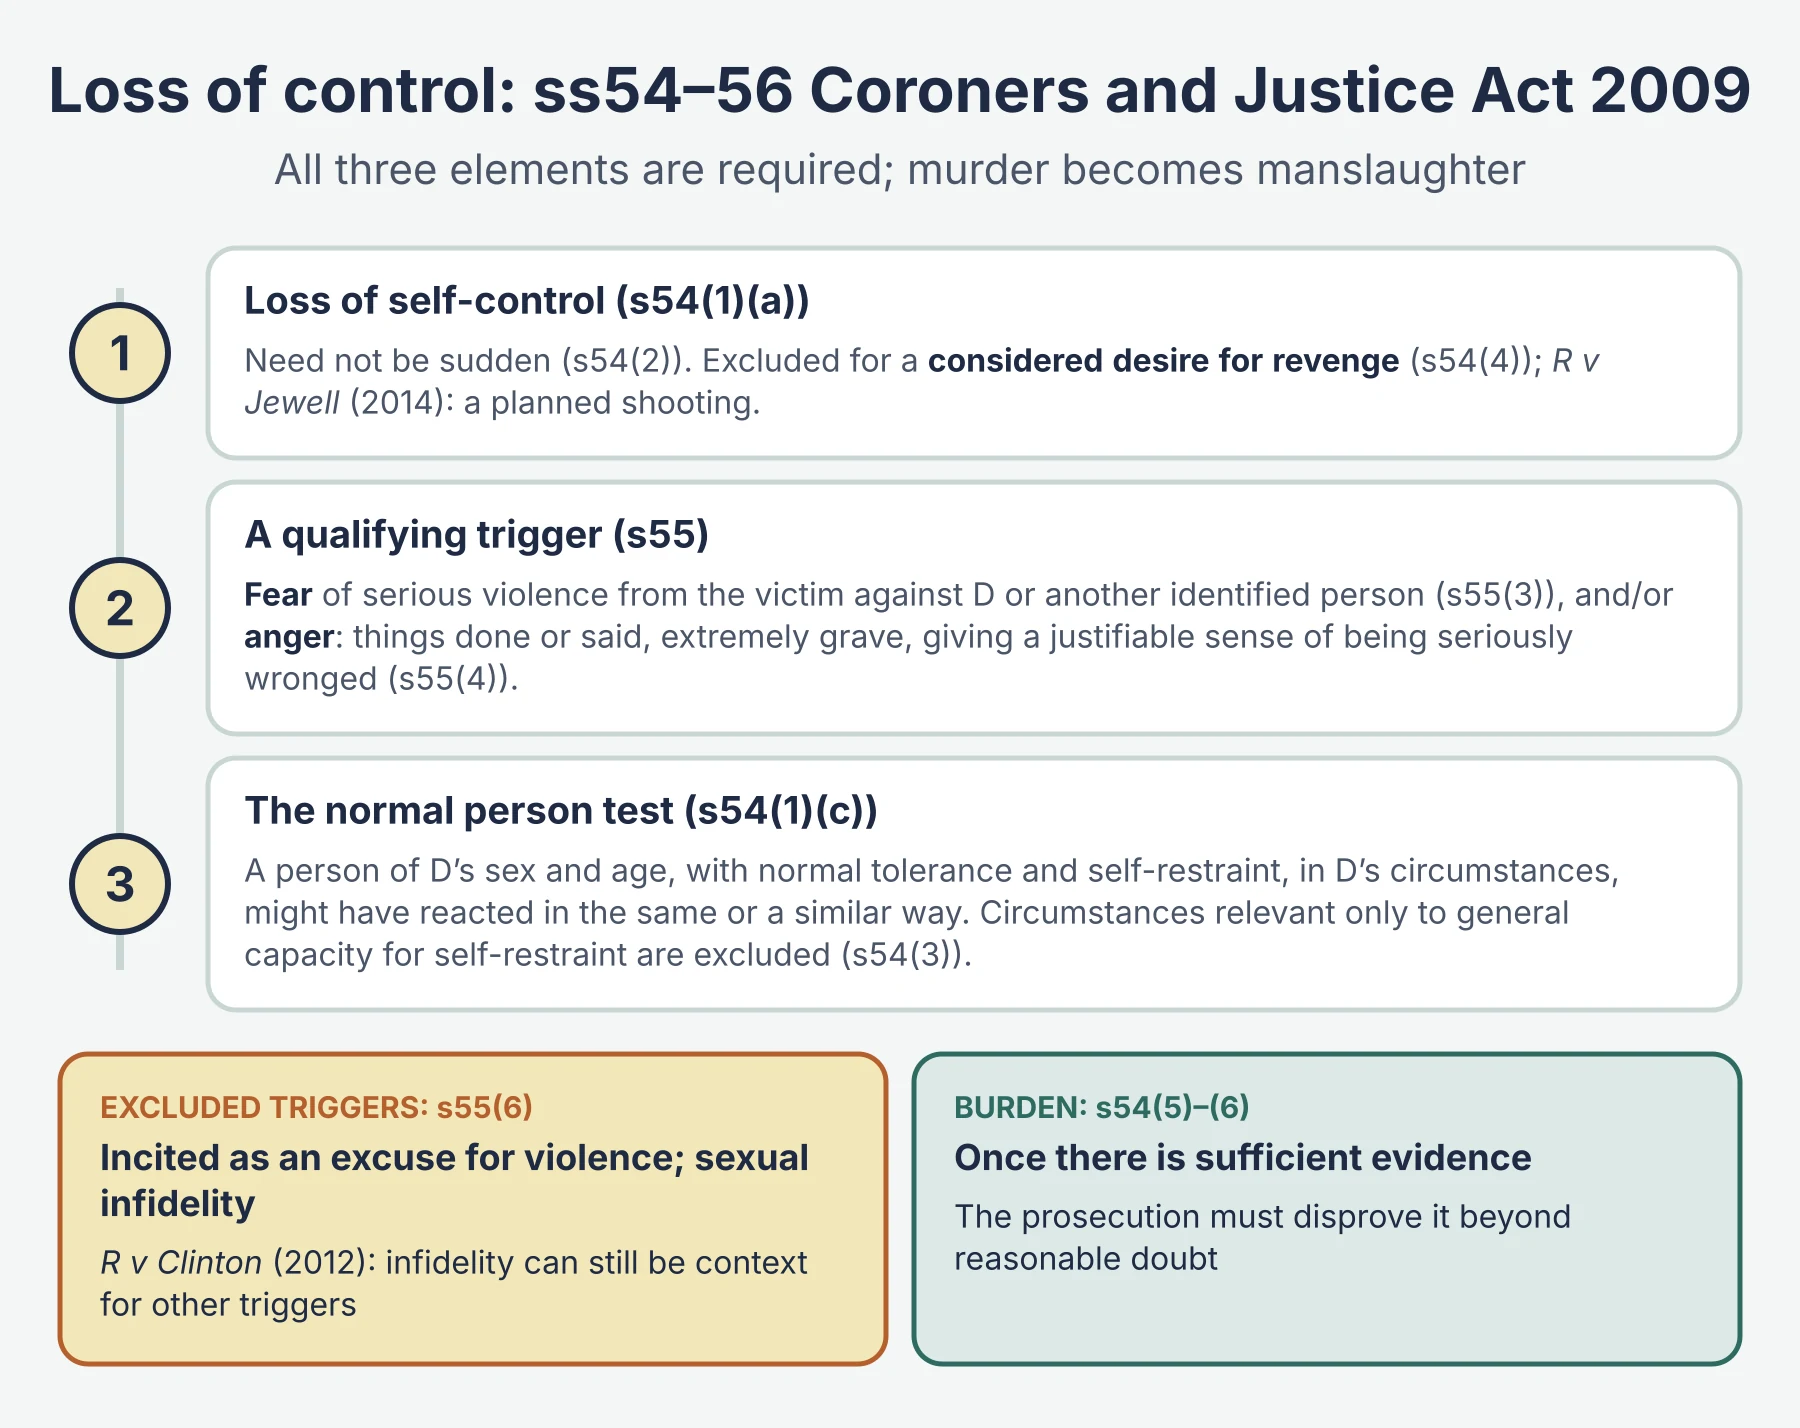 Loss of control: ss54–56 Coroners and Justice Act 2009
All three elements are required; murder becomes manslaughter
1
Loss of self-control (s54(1)(a))
Need not be sudden (s54(2)). Excluded for a considered desire for revenge (s54(4)); R v
Jewell (2014): a planned shooting.
2
A qualifying trigger (s55)
Fear of serious violence from the victim against D or another identified person (s55(3)), and/or
anger: things done or said, extremely grave, giving a justifiable sense of being seriously
wronged (s55(4)).
3
The normal person test (s54(1)(c))
A person of D’s sex and age, with normal tolerance and self-restraint, in D’s circumstances,
might have reacted in the same or a similar way. Circumstances relevant only to general
capacity for self-restraint are excluded (s54(3)).
EXCLUDED TRIGGERS: s55(6)
Incited as an excuse for violence; sexual
infidelity
R v Clinton (2012): infidelity can still be context
for other triggers
BURDEN: s54(5)–(6)
Once there is sufficient evidence
The prosecution must disprove it beyond
reasonable doubt